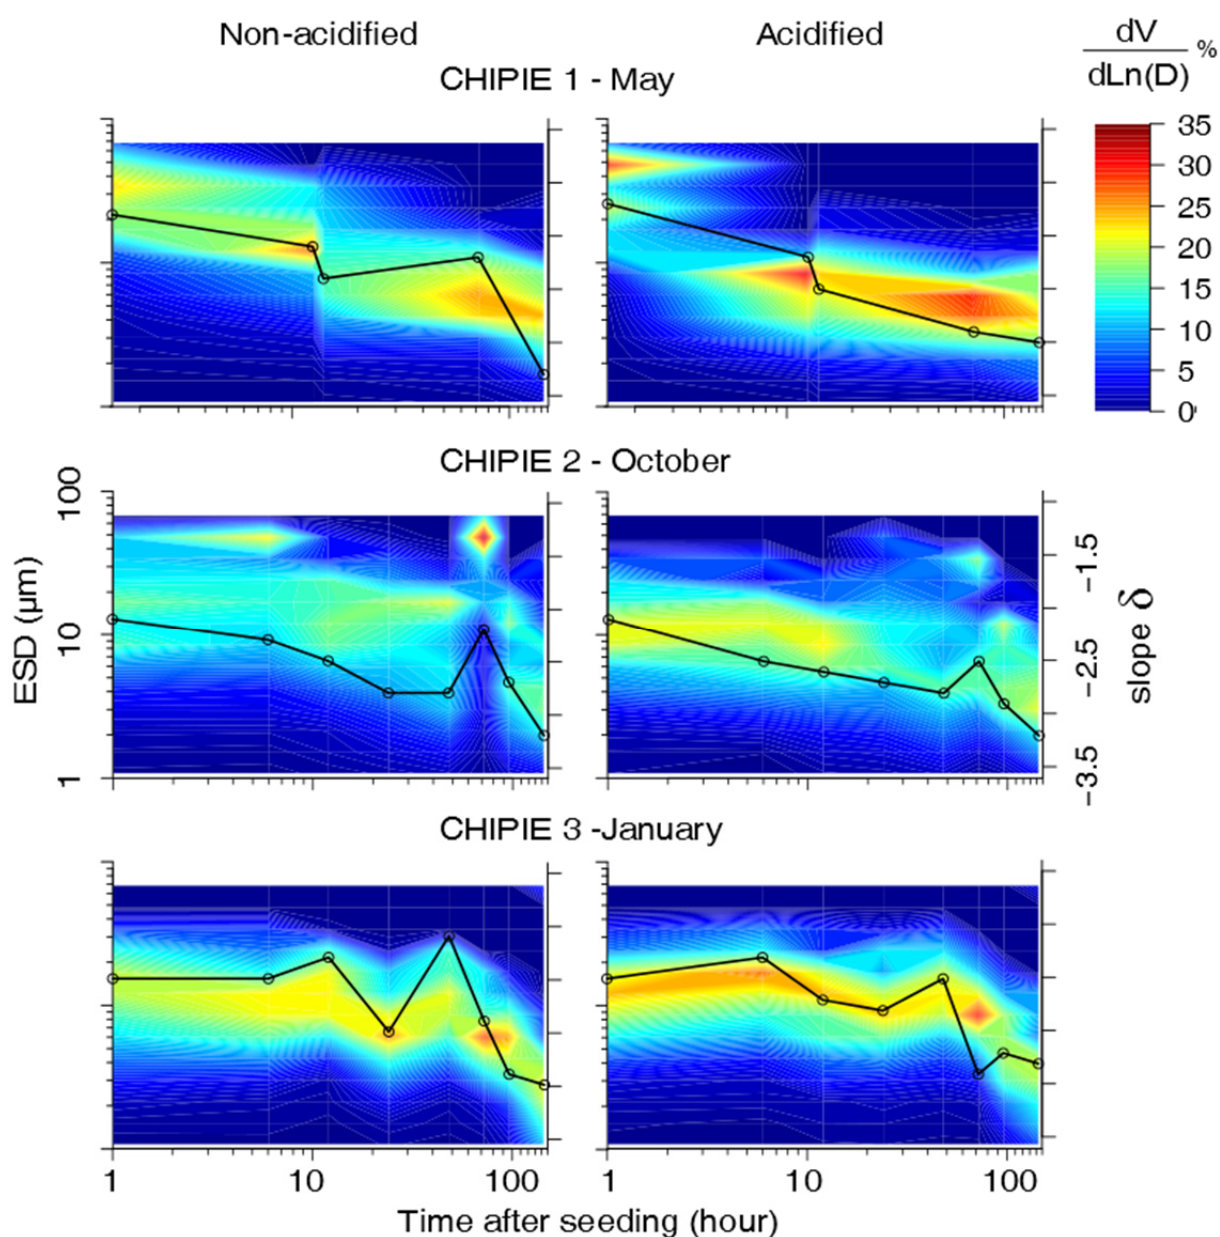 Non-acidified Acidified
dV
dLn(D) %
CHIPIE 1 - May
35
30
25
20
15
10
5
0
CHIPIE 2 - October
ESD (µm)
100
10
1
-1.5
-2.5
-3.5
slope δ
CHIPIE 3 -January
1 10 100 1 10 100
Time after seeding (hour)